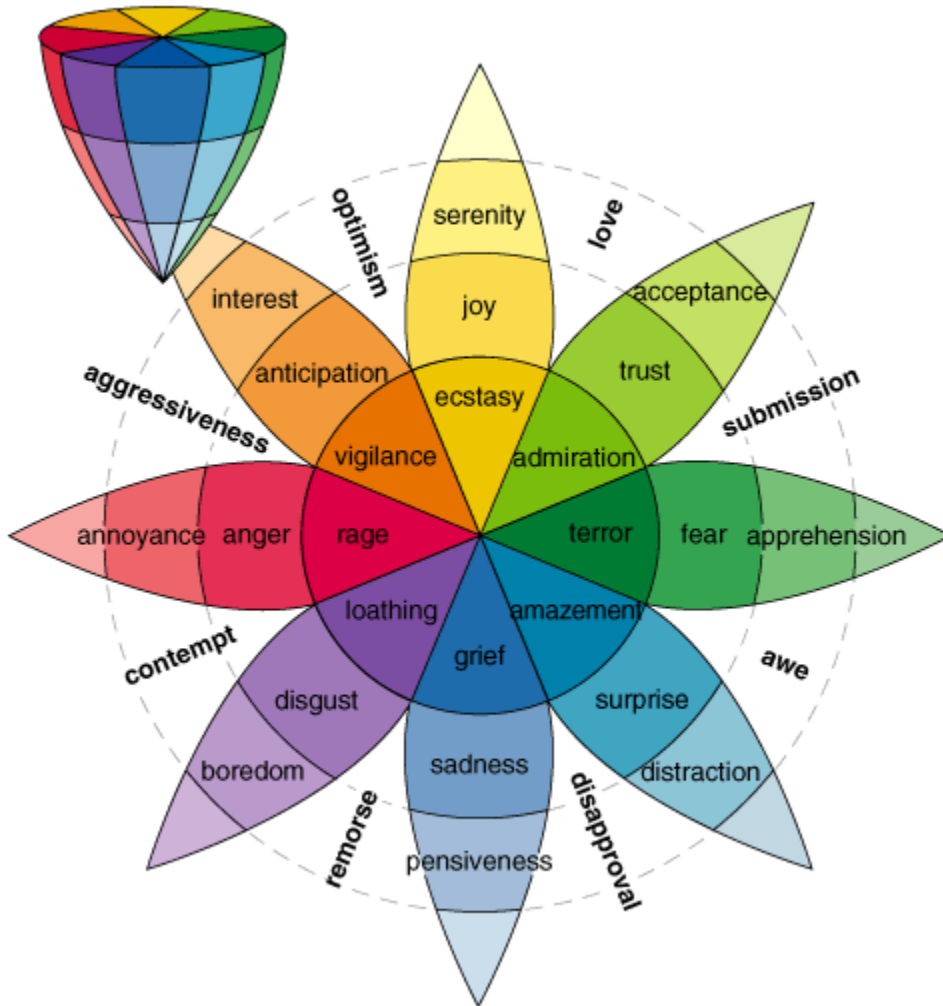 optimism
serenity
love
interest
joy
acceptance
aggressiveness
anticipation
ecstasy
trust
submission
vigilance
admiration
annoyance
anger
rage
terror
fear
apprehension
contempt
loathing
grief
amazement
awe
disgust
sadness
surprise
boredom
remorse
pensiveness
disapproval
distraction